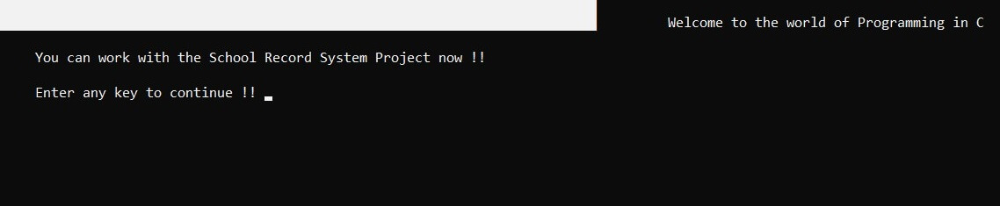 Welcome to the world of Programming in C
You can work with the School Record System Project now !!
Enter any key to continue !!